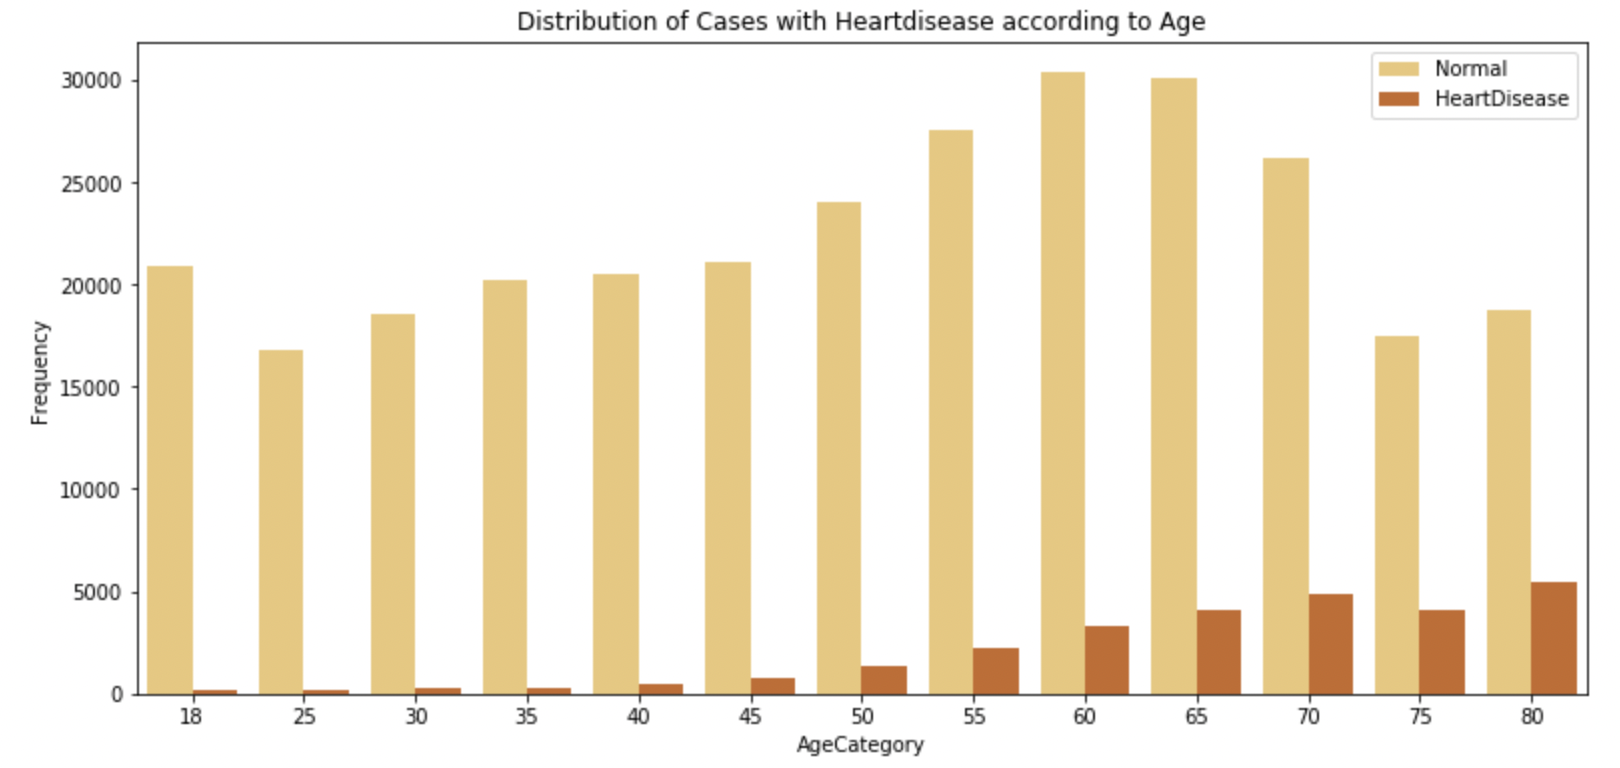 Distribution of Cases with Heartdisease according to Age
Normal
HeartDisease
30000
25000
20000
15000
10000
5000
0
Frequency
18 25 30 35 40 45 50 55 60 65 70 75 80
AgeCategory